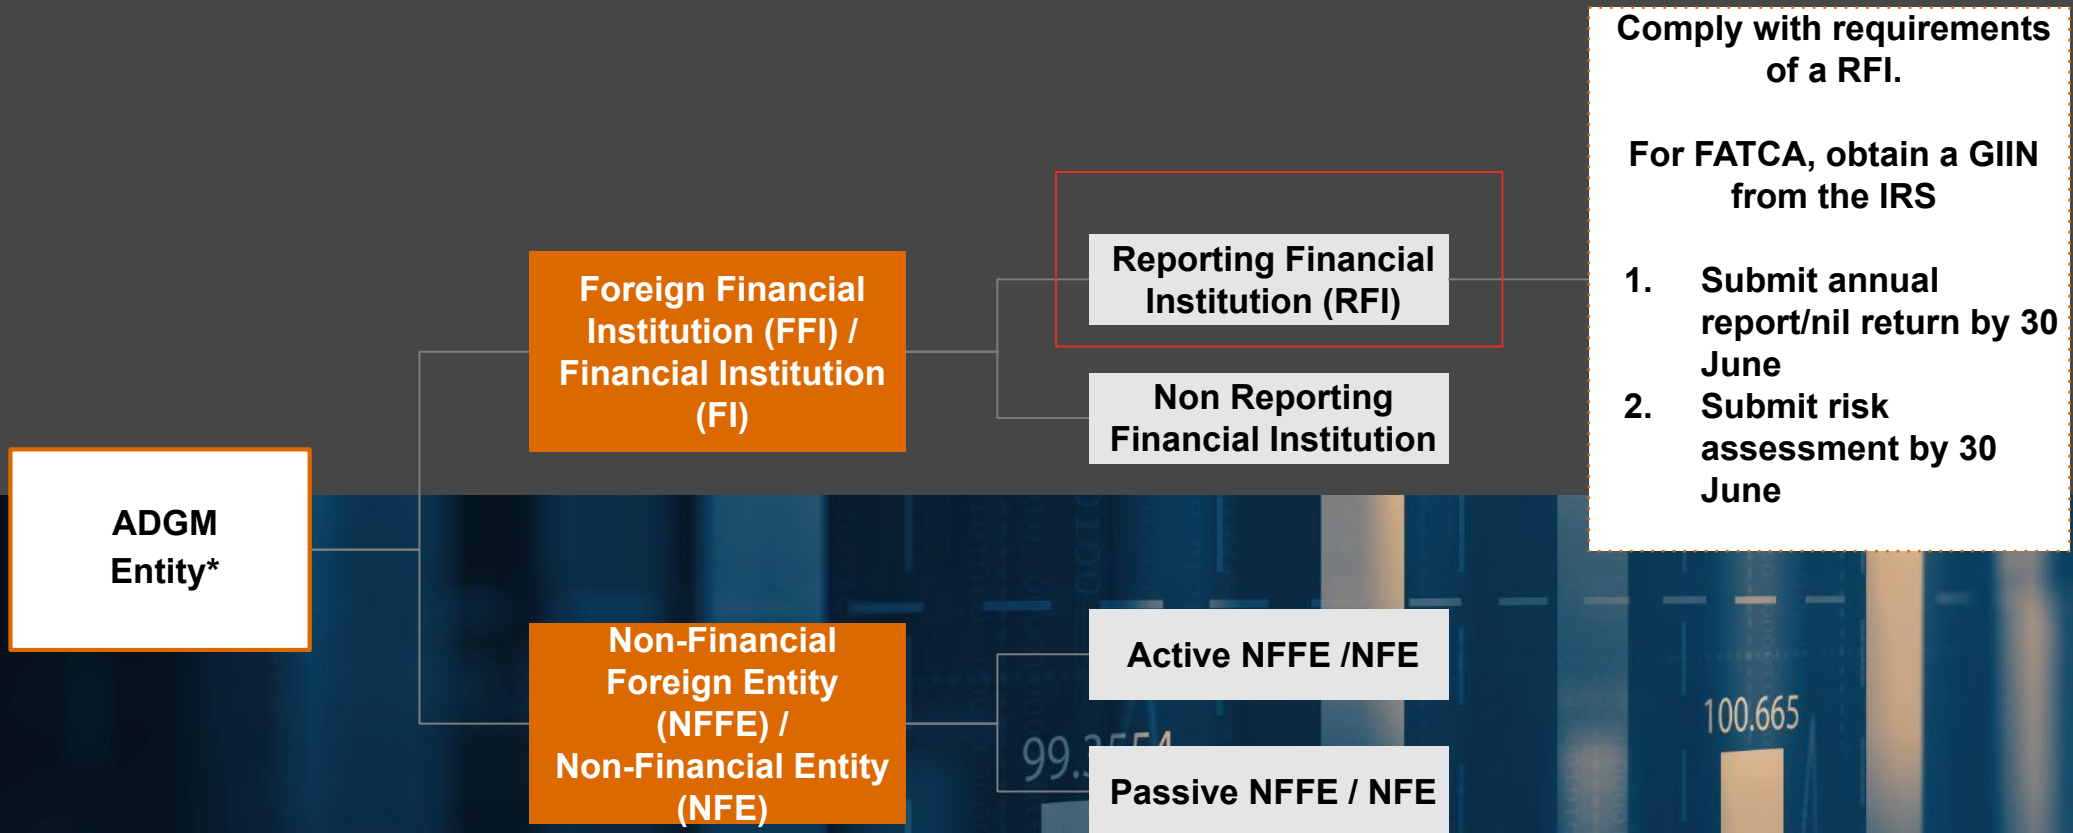 Comply with requirements
of a RFI.
For FATCA, obtain a GIIN
from the IRS
1. Submit annual
report/nil return by 30
June
2. Submit risk
assessment by 30
June
Reporting Financial
Institution (RFI)
Foreign Financial
Institution (FFI) /
Financial Institution
(FI)
Non Reporting
Financial Institution
ADGM
Entity*
Non-Financial
Foreign Entity
(NFFE) /
Non-Financial Entity
(NFE)
Active NFFE /NFE
Passive NFFE / NFE
100.665